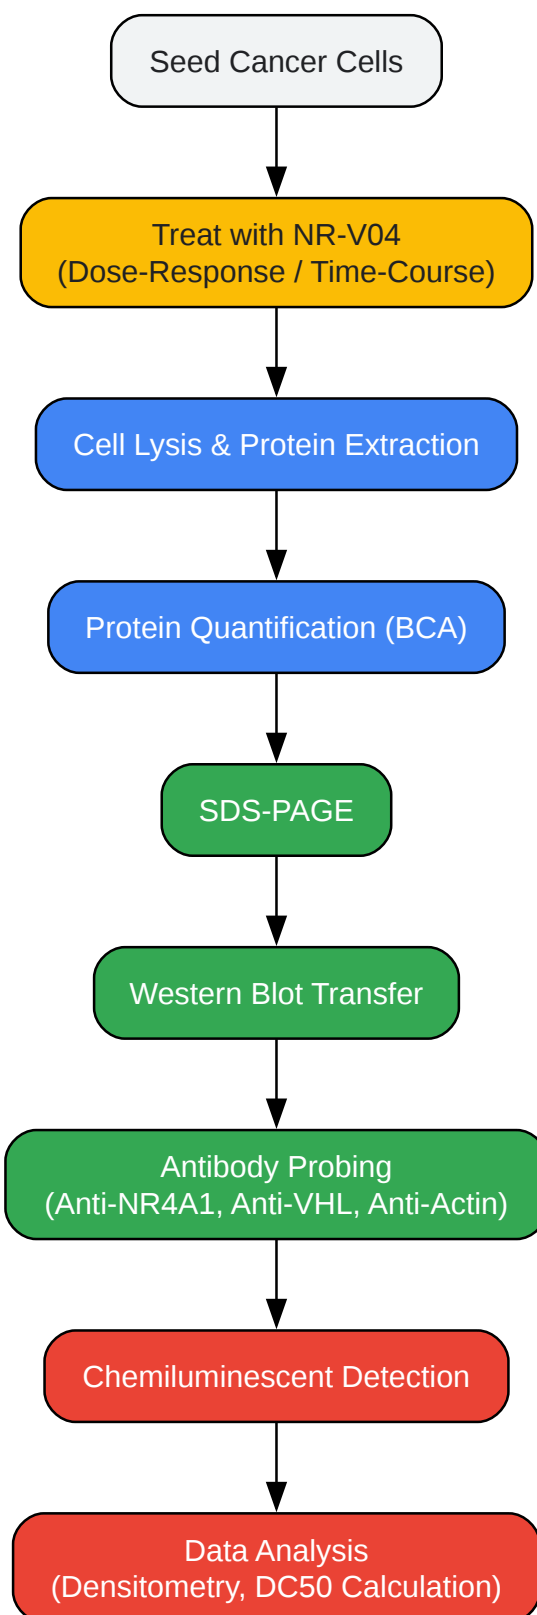 Seed Cancer Cells
Treat with NR-V04
(Dose-Response / Time-Course)
Cell Lysis & Protein Extraction
Protein Quantification (BCA)
SDS-PAGE
Western Blot Transfer
Antibody Probing
(Anti-NR4A1, Anti-VHL, Anti-Actin)
Chemiluminescent Detection
Data Analysis
(Densitometry, DC50 Calculation)